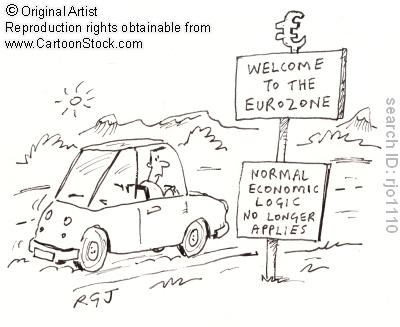 © Original Artist
Reproduction rights obtainable from
www.CartoonStock.com
€
WELCOME
TO THE
EUROZONE
NORMAL
ECONOMIC
LOGIC
NO LONGER
APPLIES
RGJ
search ID: rjo1110